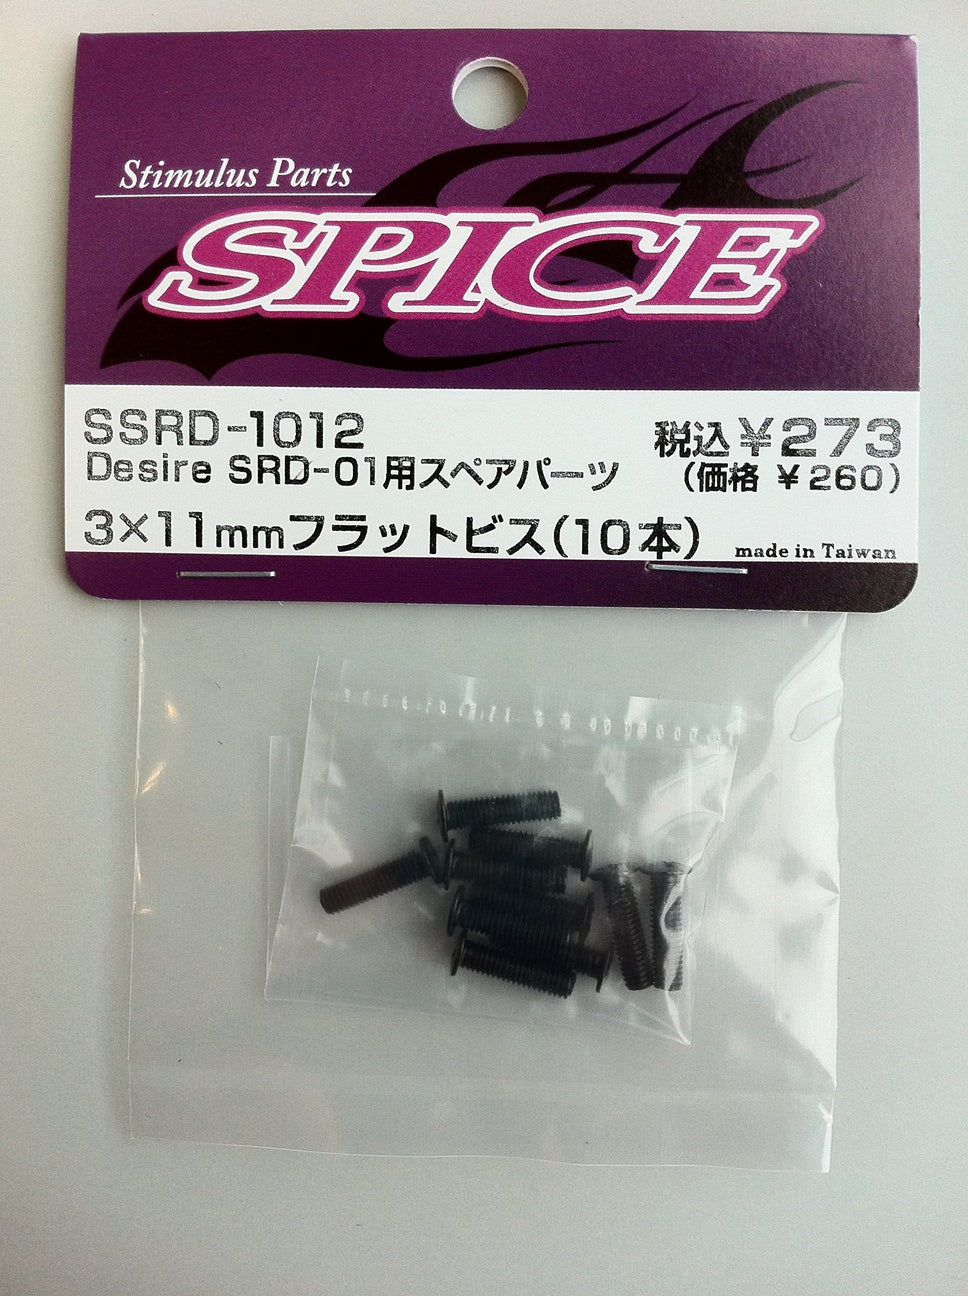 Stimulus Parts
SPICE
SSRD-1012
税込¥273
Desire SRD-01用スペアパーツ
(価格 ¥260)
3×11mmフラットビス(10本)
made in Taiwan